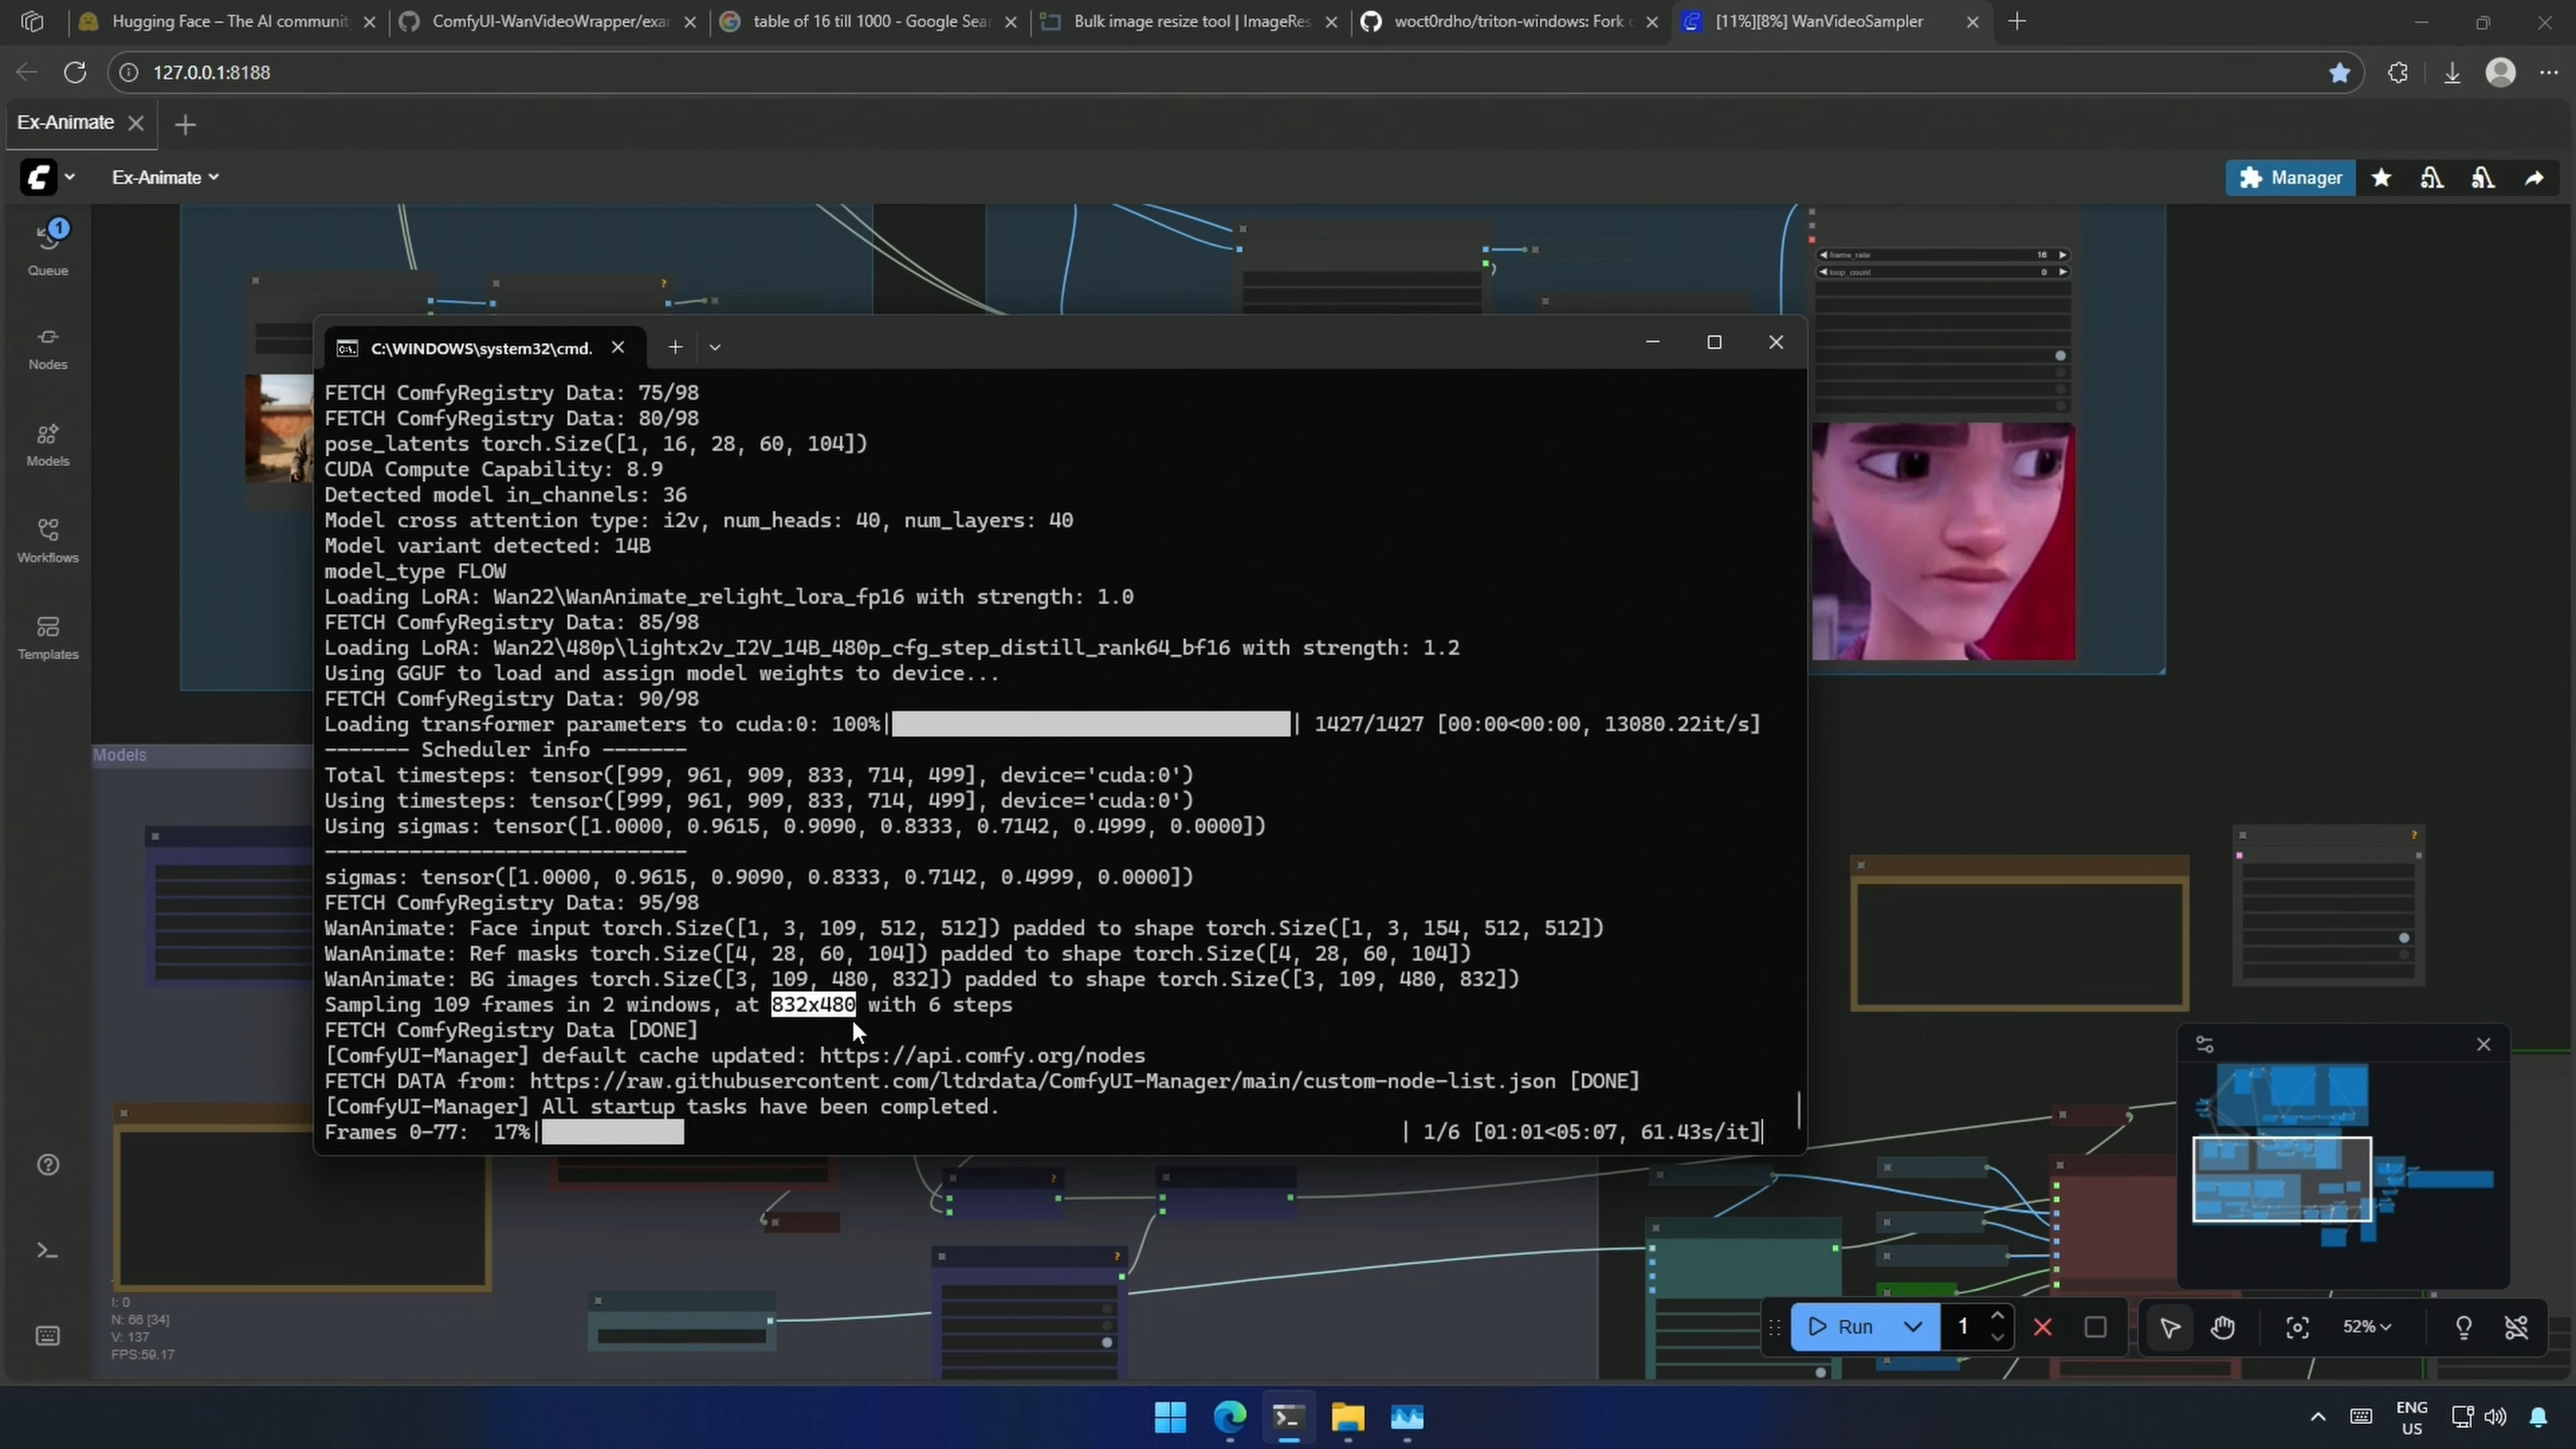 Hugging Face – The AI communit
ComfyUI-WanVideoWrapper/exa
table of 16 till 1000 - Google Sea
Bulk image resize tool | ImageRes
woct0rdho/triton-windows: Fork
[11%][8%] WanVideoSampler
127.0.0.1:8188
Ex-Animate
Ex-Animate
Manager
1
Queue
Nodes
Models
Workflows
Templates
frame_rate 16
loop_count 0
C:\WINDOWS\system32\cmd.
FETCH ComfyRegistry Data: 75/98
FETCH ComfyRegistry Data: 80/98
pose_latents torch.Size([1, 16, 28, 60, 104])
CUDA Compute Capability: 8.9
Detected model in_channels: 36
Model cross attention type: i2v, num_heads: 40, num_layers: 40
Model variant detected: 14B
model_type FLOW
Loading LoRA: Wan22\WanAnimate_relight_lora_fp16 with strength: 1.0
FETCH ComfyRegistry Data: 85/98
Loading LoRA: Wan22\480p\lightx2v_I2V_14B_480p_cfg_step_distill_rank64_bf16 with strength: 1.2
Using GGUF to load and assign model weights to device...
FETCH ComfyRegistry Data: 90/98
Loading transformer parameters to cuda:0: 100%| | 1427/1427 [00:00<00:00, 13080.22it/s]
------- Scheduler info -------
Total timesteps: tensor([999, 961, 909, 833, 714, 499], device='cuda:0')
Using timesteps: tensor([999, 961, 909, 833, 714, 499], device='cuda:0')
Using sigmas: tensor([1.0000, 0.9615, 0.9090, 0.8333, 0.7142, 0.4999, 0.0000])
------------------------------
sigmas: tensor([1.0000, 0.9615, 0.9090, 0.8333, 0.7142, 0.4999, 0.0000])
FETCH ComfyRegistry Data: 95/98
WanAnimate: Face input torch.Size([1, 3, 109, 512, 512]) padded to shape torch.Size([1, 3, 154, 512, 512])
WanAnimate: Ref masks torch.Size([4, 28, 60, 104]) padded to shape torch.Size([4, 28, 60, 104])
WanAnimate: BG images torch.Size([3, 109, 480, 832]) padded to shape torch.Size([3, 109, 480, 832])
Sampling 109 frames in 2 windows, at 832x480 with 6 steps
FETCH ComfyRegistry Data [DONE]
[ComfyUI-Manager] default cache updated: https://api.comfy.org/nodes
FETCH DATA from: https://raw.githubusercontent.com/ltdrdata/ComfyUI-Manager/main/custom-node-list.json [DONE]
[ComfyUI-Manager] All startup tasks have been completed.
Frames 0-77: 17%| | 1/6 [01:01<05:07, 61.43s/it]
Models
I: 0
N: 66 [34]
V: 137
FPS:59.17
Run
1
52%
ENG
US